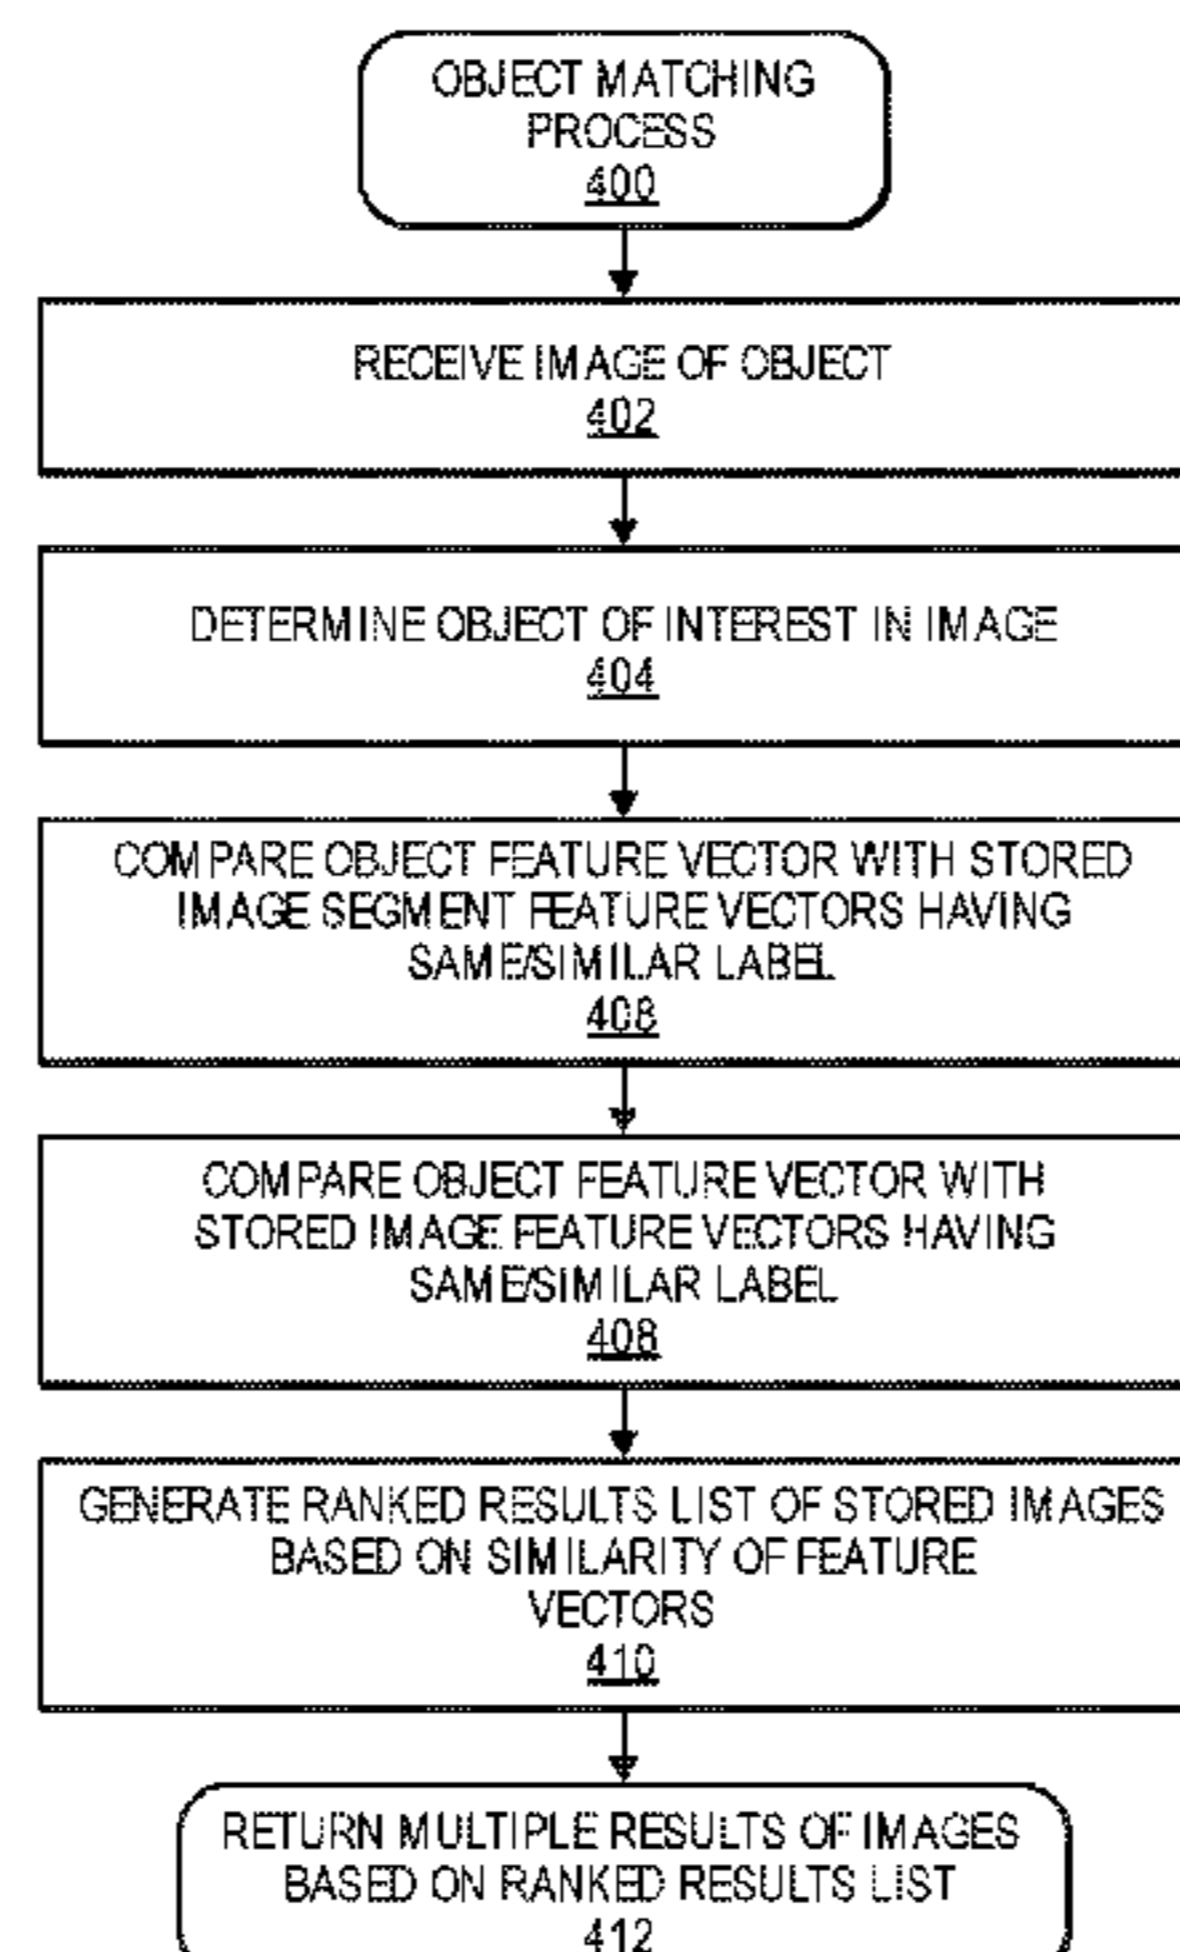 OBJECT MATCHING
PROCESS
400
RECEIVE IMAGE OF OBJECT
402
DETERMINE OBJECT OF INTEREST IN IMAGE
404
COMPARE OBJECT FEATURE VECTOR WITH STORED
IMAGE SEGMENT FEATURE VECTORS HAVING
SAME/SIMILAR LABEL
408
COMPARE OBJECT FEATURE VECTOR WITH
STORED IMAGE FEATURE VECTORS HAVING
SAME/SIMILAR LABEL
408
GENERATE RANKED RESULTS LIST OF STORED IMAGES
BASED ON SIMILARITY OF FEATURE
VECTORS
410
RETURN MULTIPLE RESULTS OF IMAGES
BASED ON RANKED RESULTS LIST
412